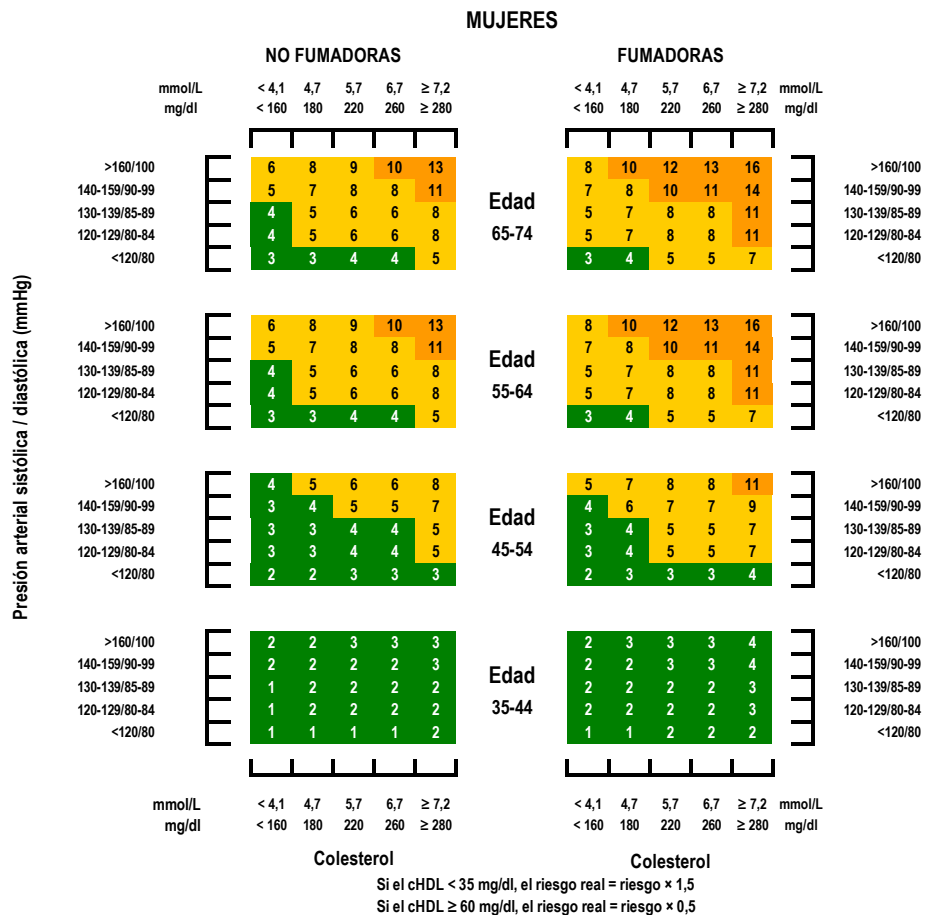 MUJERES
NO FUMADORAS FUMADORAS
mmol/L < 4,1 4,7 5,7 6,7 ≥ 7,2 < 4,1 4,7 5,7 6,7 ≥ 7,2 mmol/L
mg/dl < 160 180 220 260 ≥ 280 < 160 180 220 260 ≥ 280 mg/dl
Presión arterial sistólica / diastólica (mmHg)
>160/100 6 8 9 10 13 8 10 12 13 16 >160/100
140-159/90-99 5 7 8 8 11 Edad 7 8 10 11 14 140-159/90-99
130-139/85-89 4 5 6 6 8 65-74 5 7 8 8 11 130-139/85-89
120-129/80-84 4 5 6 6 8 5 7 8 8 11 120-129/80-84
<120/80 3 3 4 4 5 3 4 5 5 7 <120/80
>160/100 6 8 9 10 13 8 10 12 13 16 >160/100
140-159/90-99 5 7 8 8 11 Edad 7 8 10 11 14 140-159/90-99
130-139/85-89 4 5 6 6 8 55-64 5 7 8 8 11 130-139/85-89
120-129/80-84 4 5 6 6 8 5 7 8 8 11 120-129/80-84
<120/80 3 3 4 4 5 3 4 5 5 7 <120/80
>160/100 4 5 6 6 8 5 7 8 8 11 >160/100
140-159/90-99 3 4 5 5 7 Edad 4 6 7 7 9 140-159/90-99
130-139/85-89 3 3 4 4 5 45-54 3 4 5 5 7 130-139/85-89
120-129/80-84 3 3 4 4 5 3 4 5 5 7 120-129/80-84
<120/80 2 2 3 3 3 2 3 3 3 4 <120/80
>160/100 2 2 3 3 3 2 3 3 3 4 >160/100
140-159/90-99 2 2 2 2 3 Edad 2 2 3 3 4 140-159/90-99
130-139/85-89 1 2 2 2 2 35-44 2 2 2 2 3 130-139/85-89
120-129/80-84 1 2 2 2 2 2 2 2 2 3 120-129/80-84
<120/80 1 1 1 1 2 1 1 2 2 2 <120/80
mmol/L < 4,1 4,7 5,7 6,7 ≥ 7,2 < 4,1 4,7 5,7 6,7 ≥ 7,2 mmol/L
mg/dl < 160 180 220 260 ≥ 280 < 160 180 220 260 ≥ 280 mg/dl
Colesterol Colesterol
Si el cHDL < 35 mg/dl, el riesgo real = riesgo × 1,5
Si el cHDL ≥ 60 mg/dl, el riesgo real = riesgo × 0,5